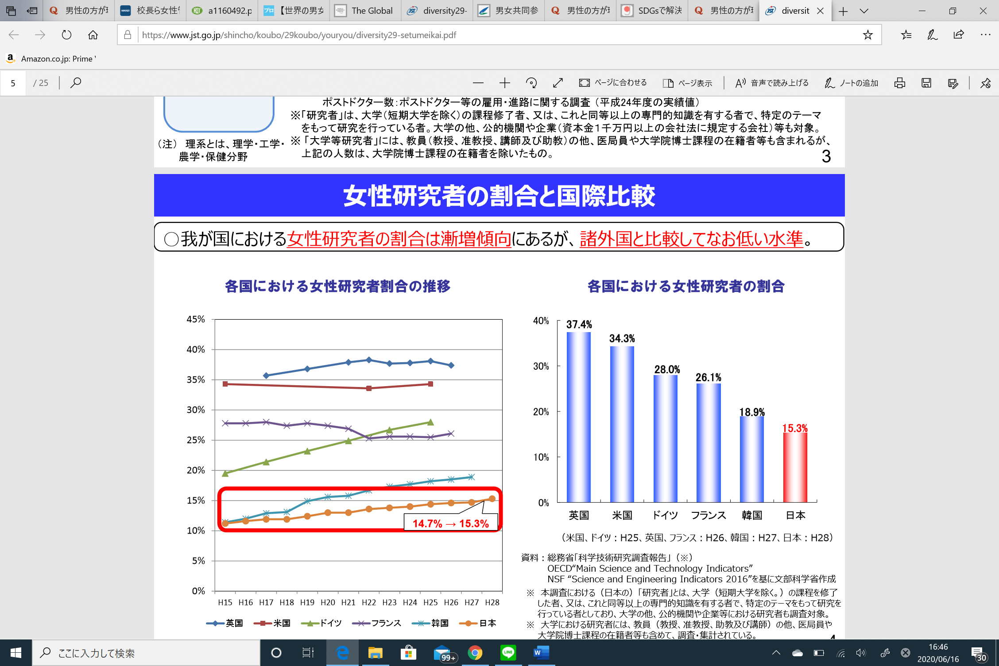 男性の方が
校長ら女性
a1160492.p
【世界の男女
The Global
diversity29-
男女共同参
男性の方が
SDGsで解決
男性の方が
diversit
https://www.jst.go.jp/shincho/koubo/29koubo/youryou/diversity29-setumeikai.pdf
Amazon.co.jp: Prime
5 / 25
ページに合わせる
ページ表示
音声で読み上げる
ノートの追加
ポストドクター数：ポストドクター等の雇用・進路に関する調査（平成24年度の実績値）
※「研究者」は、大学（短期大学を除く）の課程修了者、又は、これと同等以上の専門的知識を有する者で、特定のテーマ
をもって研究を行っている者。大学の他、公的機関や企業（資本金１千万円以上の会社法に規定する会社）等も対象。
※「大学等研究者」には、教員（教授、准教授、講師及び助教）の他、医局員や大学院博士課程の在籍者等も含まれるが、
上記の人数は、大学院博士課程の在籍者を除いたもの。
（注） 理系とは、理学・工学・
農学・保健分野
3
女性研究者の割合と国際比較
○我が国における女性研究者の割合は漸増傾向にあるが、諸外国と比較してなお低い水準。
各国における女性研究者割合の推移
45%
40%
35%
30%
25%
20%
15%
10%
5%
0%
14.7% → 15.3%
H15 H16 H17 H18 H19 H20 H21 H22 H23 H24 H25 H26 H27 H28
英国 米国 ドイツ フランス 韓国 日本
各国における女性研究者の割合
40%
30%
20%
10%
0%
37.4%
34.3%
28.0%
26.1%
18.9%
15.3%
英国 米国 ドイツ フランス 韓国 日本
（米国、ドイツ：H25、英国、フランス：H26、韓国：H27、日本：H28）
資料：総務省「科学技術研究調査報告」（※）
OECD“Main Science and Technology Indicators”
NSF “Science and Engineering Indicators 2016”を基に文部科学省作成
※ 本調査における（日本の）「研究者」とは、大学（短期大学を除く。）の課程を修了
した者、又は、これと同等以上の専門的知識を有する者で、特定のテーマをもって研究を
行っている者としており、大学の他、公的機関や企業等における研究者も調査対象。
※ 大学における研究者には、教員（教授、准教授、助教及び講師）の他、医局員や
大学院博士課程の在籍者等も含めて、調査・集計されている。
ここに入力して検索
99+
LINE
16:46
2020/06/16
30